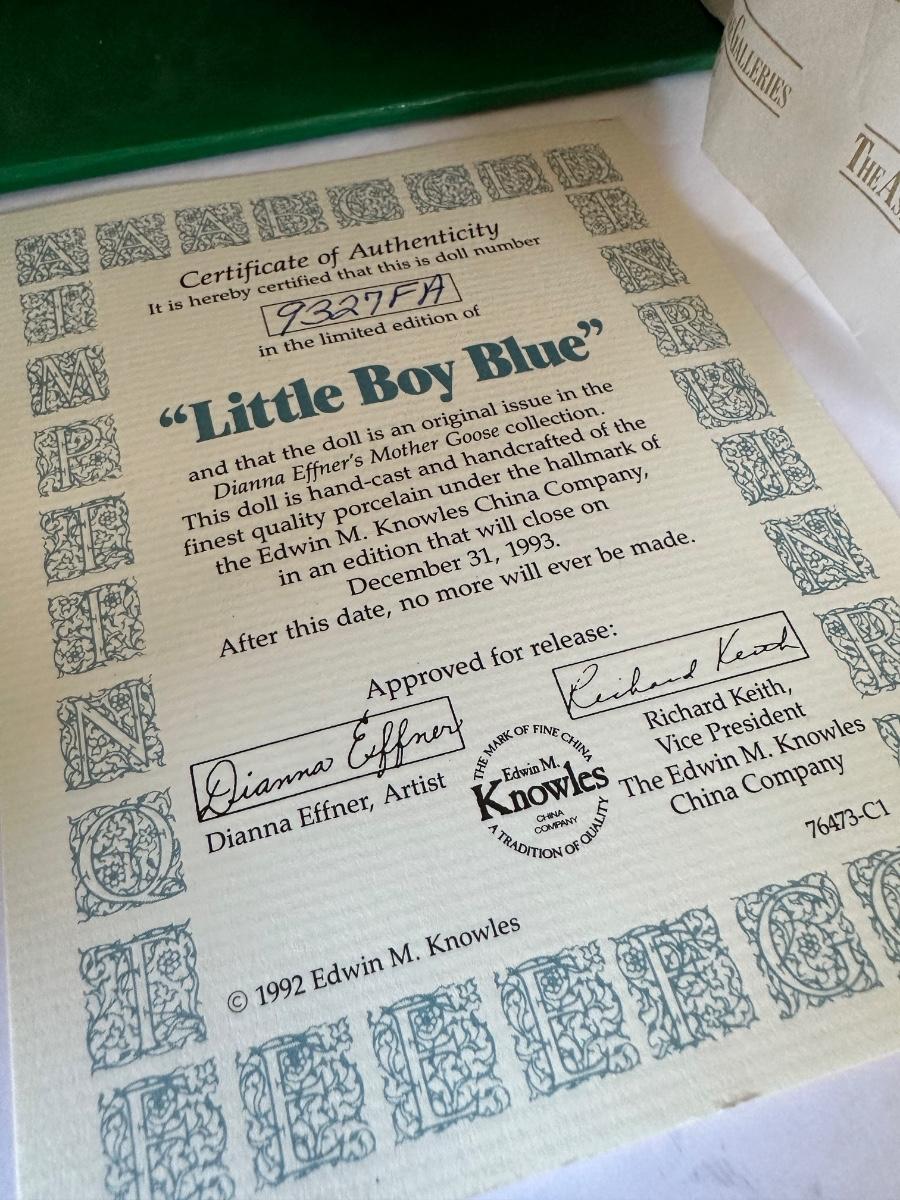 GALLERIES
THE
A A A B C C D D
I I
M N
P R
I U
I I
N N
Q R
T
E E E E F G
Certificate of Authenticity
It is hereby certified that this is doll number
9327FA
in the limited edition of
“Little Boy Blue”
and that the doll is an original issue in the
Dianna Effner's Mother Goose collection.
This doll is hand-cast and handcrafted of the
finest quality porcelain under the hallmark of
the Edwin M. Knowles China Company,
in an edition that will close on
December 31, 1993.
After this date, no more will ever be made.
Approved for release:
Dianna Effner
Dianna Effner, Artist
THE MARK OF FINE CHINA
Edwin M.
Knowles
CHINA
COMPANY
A TRADITION OF QUALITY
Richard Keith
Richard Keith,
Vice President
The Edwin M. Knowles
China Company
76473-C1
© 1992 Edwin M. Knowles